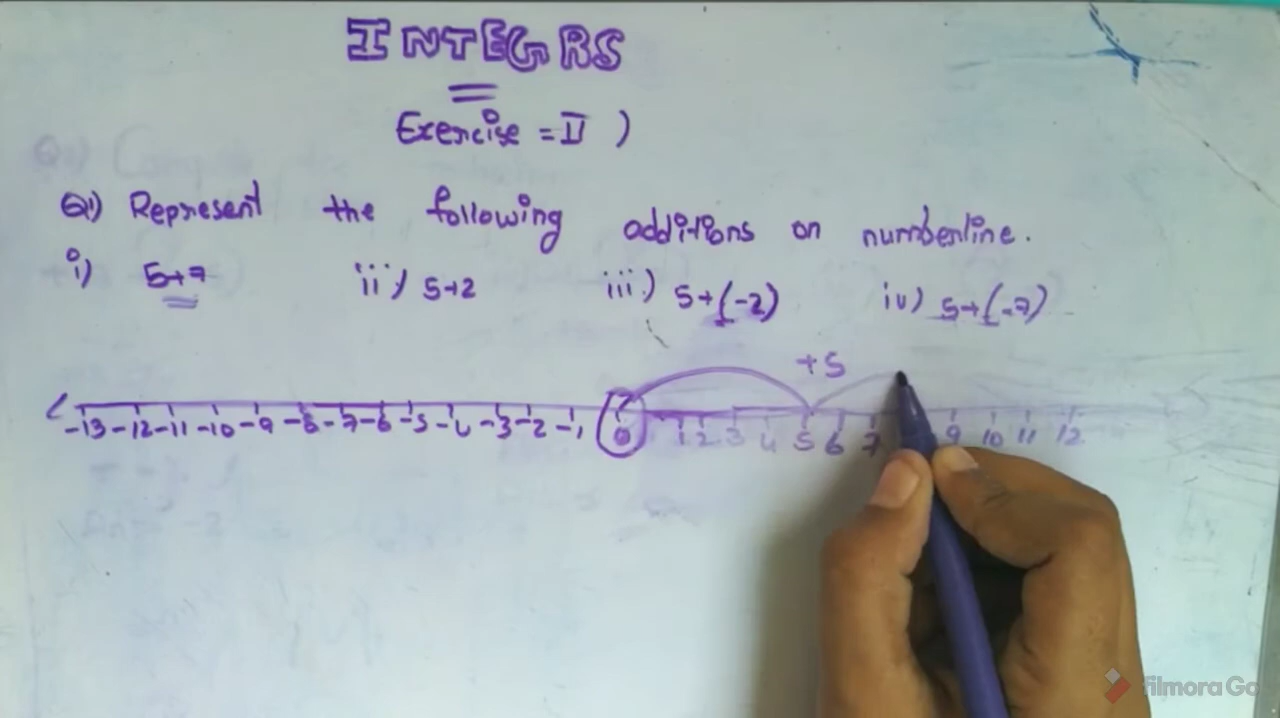 INTEGRS
Exercise = II )
Q1) Represent the following additions on numberline.
i) 5+7 ii) 5+2 iii) 5+(-2) iv) 5+(-7)
+5
-13 -12 -11 -10 -9 -8 -7 -6 -5 -4 -3 -2 -1 0 1 2 3 4 5 6 7 9 10 11 12
filmora Go